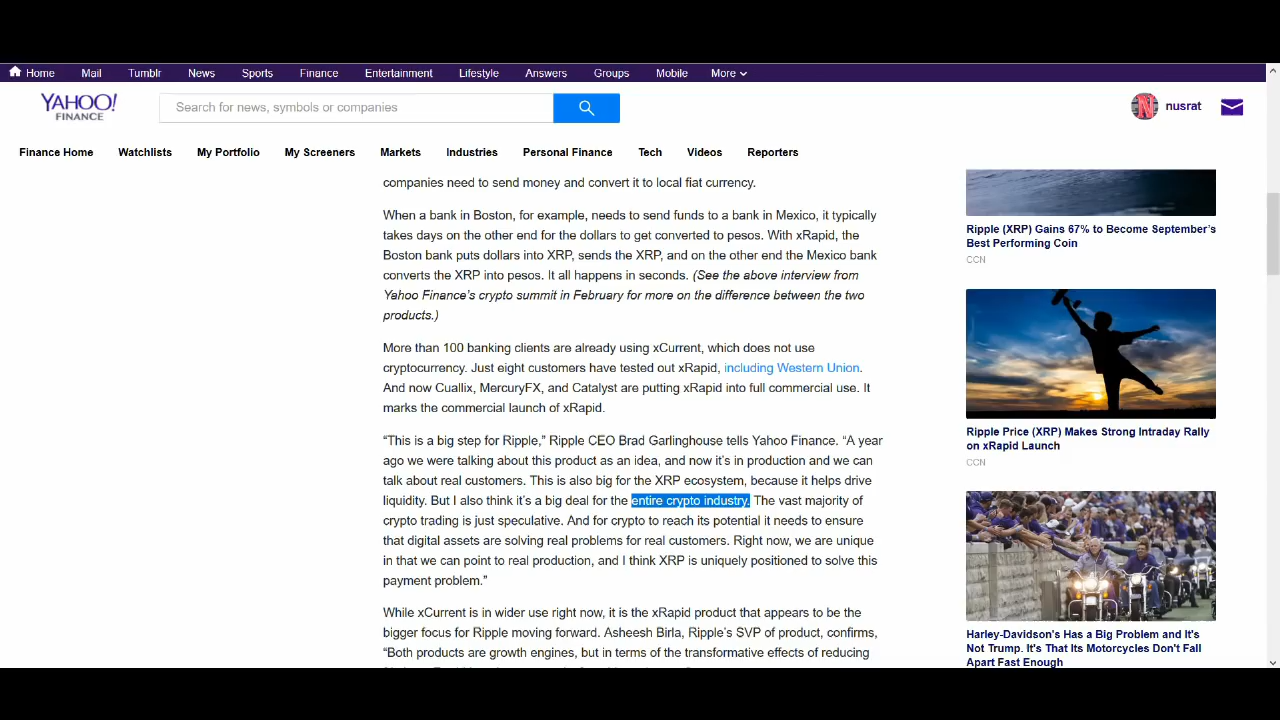 Home Mail Tumblr News Sports Finance Entertainment Lifestyle Answers Groups Mobile More
YAHOO!
FINANCE
Search for news, symbols or companies
nusrat
Finance Home Watchlists My Portfolio My Screeners Markets Industries Personal Finance Tech Videos Reporters
companies need to send money and convert it to local fiat currency.
When a bank in Boston, for example, needs to send funds to a bank in Mexico, it typically
takes days on the other end for the dollars to get converted to pesos. With xRapid, the
Boston bank puts dollars into XRP, sends the XRP, and on the other end the Mexico bank
converts the XRP into pesos. It all happens in seconds. (See the above interview from
Yahoo Finance's crypto summit in February for more on the difference between the two
products.)
More than 100 banking clients are already using xCurrent, which does not use
cryptocurrency. Just eight customers have tested out xRapid, including Western Union.
And now Cuallix, MercuryFX, and Catalyst are putting xRapid into full commercial use. It
marks the commercial launch of xRapid.
“This is a big step for Ripple,” Ripple CEO Brad Garlinghouse tells Yahoo Finance. “A year
ago we were talking about this product as an idea, and now it’s in production and we can
talk about real customers. This is also big for the XRP ecosystem, because it helps drive
liquidity. But I also think it’s a big deal for the entire crypto industry. The vast majority of
crypto trading is just speculative. And for crypto to reach its potential it needs to ensure
that digital assets are solving real problems for real customers. Right now, we are unique
in that we can point to real production, and I think XRP is uniquely positioned to solve this
payment problem.”
While xCurrent is in wider use right now, it is the xRapid product that appears to be the
bigger focus for Ripple moving forward. Asheesh Birla, Ripple’s SVP of product, confirms,
“Both products are growth engines, but in terms of the transformative effects of reducing
Ripple (XRP) Gains 67% to Become September’s
Best Performing Coin
CCN
Ripple Price (XRP) Makes Strong Intraday Rally
on xRapid Launch
CCN
Harley-Davidson's Has a Big Problem and It's
Not Trump. It's That Its Motorcycles Don't Fall
Apart Fast Enough